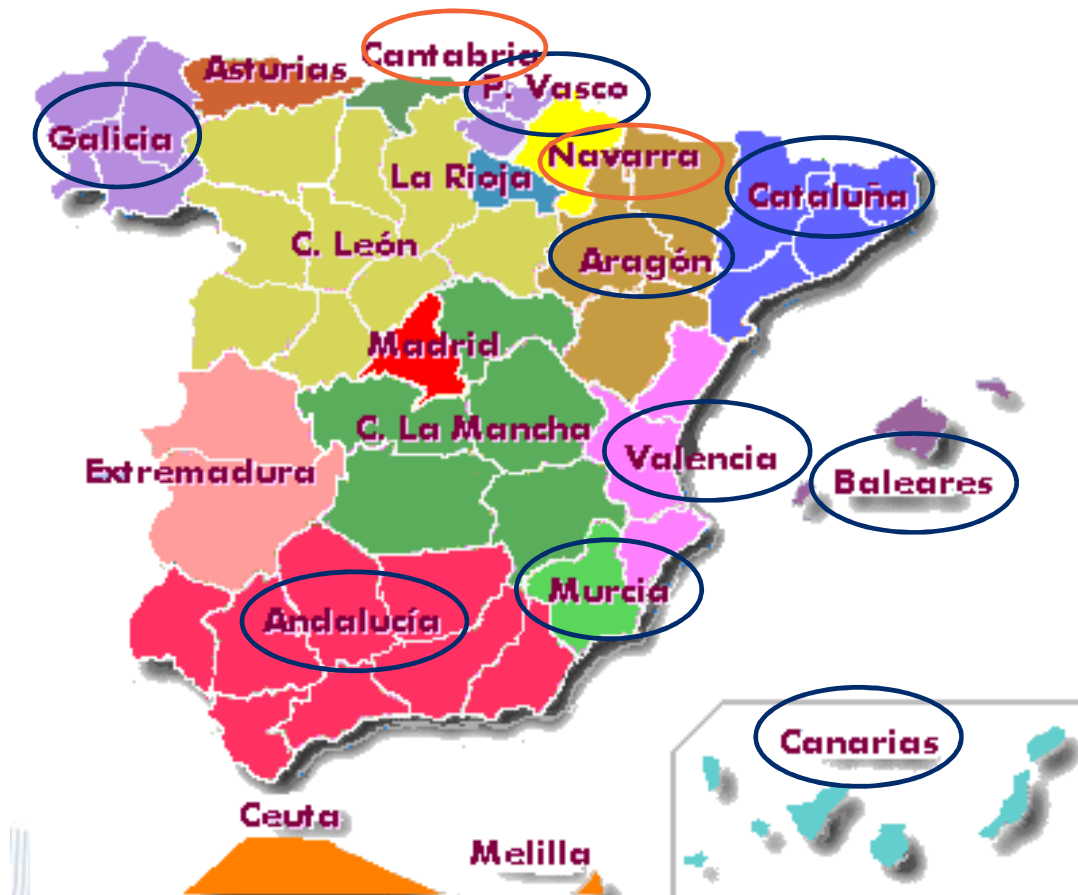 Cantabria
Asturias
P. Vasco
Galicia
Navarra
La Rioja
Cataluña
C. León
Aragón
Madrid
C. La Mancha
Valencia
Extremadura
Baleares
Murcia
Andalucía
Canarias
Ceuta
Melilla